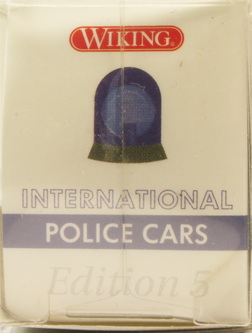 WIKING®
INTERNATIONAL
POLICE CARS
Edition 5